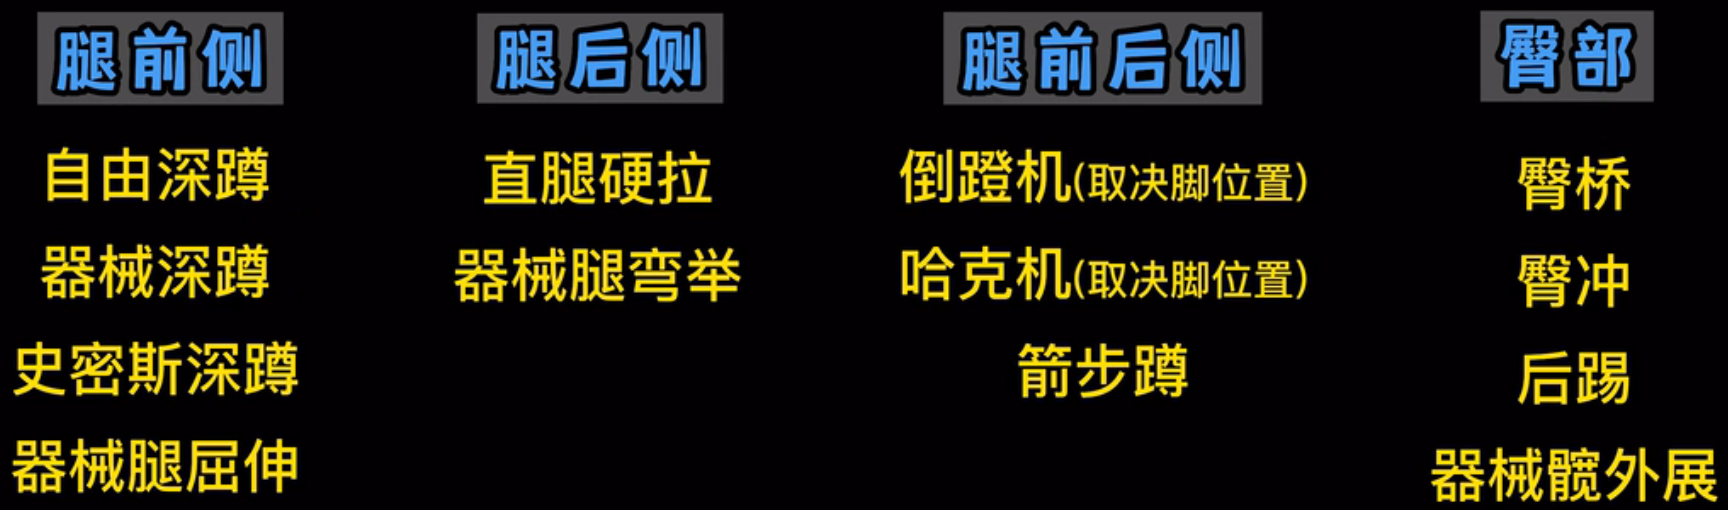 腿前侧
自由深蹲
器械深蹲
史密斯深蹲
器械腿屈伸
腿后侧
直腿硬拉
器械腿弯举
腿前后侧
倒蹬机(取决脚位置)
哈克机(取决脚位置)
箭步蹲
臀部
臀桥
臀冲
后踢
器械髋外展